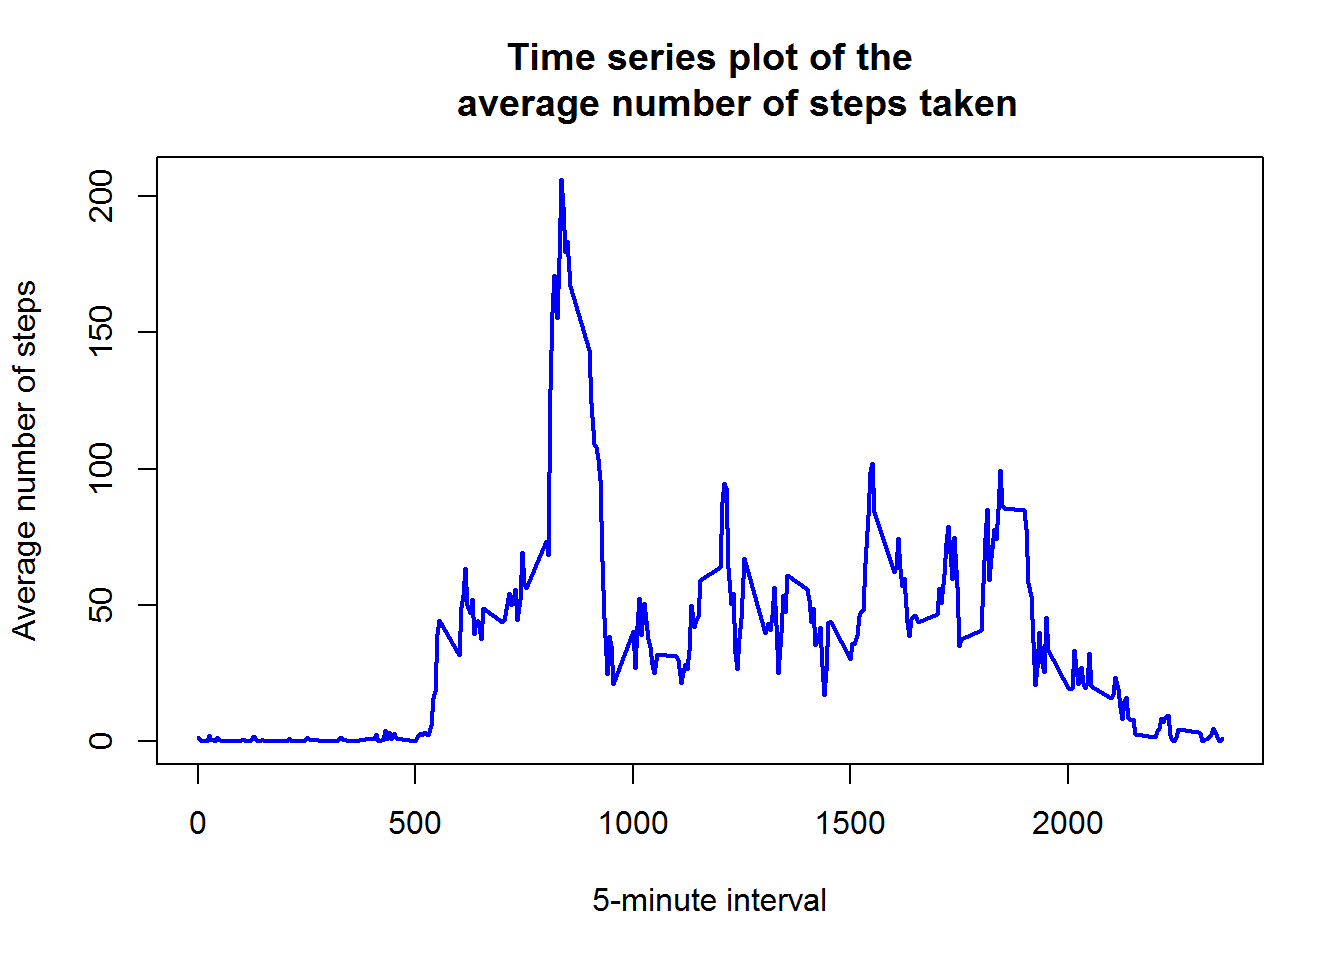 Time series plot of the
average number of steps taken
Average number of steps
200
150
100
50
0
0 500 1000 1500 2000
5-minute interval